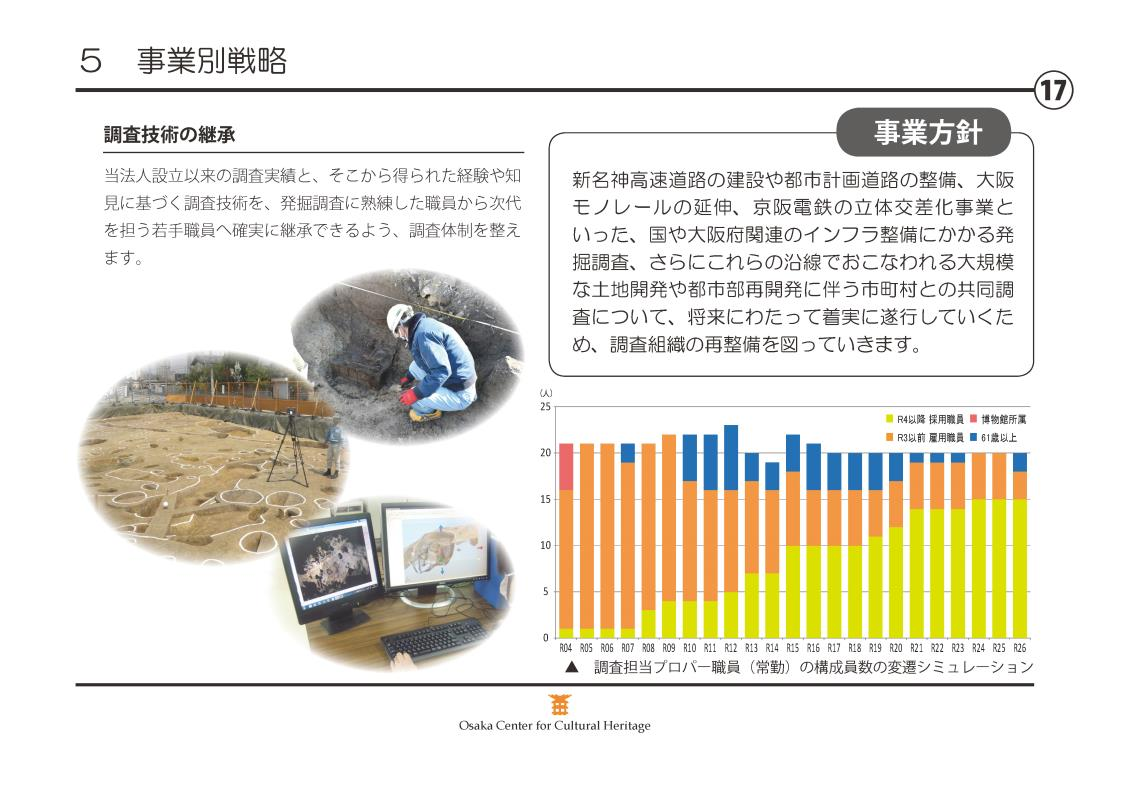 ５　事業別戦略
17
調査技術の継承
当法人設立以来の調査実績と、そこから得られた経験や知
見に基づく調査技術を、発掘調査に熟練した職員から次代
を担う若手職員へ確実に継承できるよう、調査体制を整え
ます。
事業方針
新名神高速道路の建設や都市計画道路の整備、大阪
モノレールの延伸、京阪電鉄の立体交差化事業と
いった、国や大阪府関連のインフラ整備にかかる発
掘調査、さらにこれらの沿線でおこなわれる大規模
な土地開発や都市部再開発に伴う市町村との共同調
査について、将来にわたって着実に遂行していくた
め、調査組織の再整備を図っていきます。
(人)
25
20
15
10
5
0
R4以降 採用職員 博物館所属
R3以前 雇用職員 61歳以上
R04 R05 R06 R07 R08 R09 R10 R11 R12 R13 R14 R15 R16 R17 R18 R19 R20 R21 R22 R23 R24 R25 R26
▲　調査担当プロパー職員（常勤）の構成員数の変遷シミュレーション
Osaka Center for Cultural Heritage